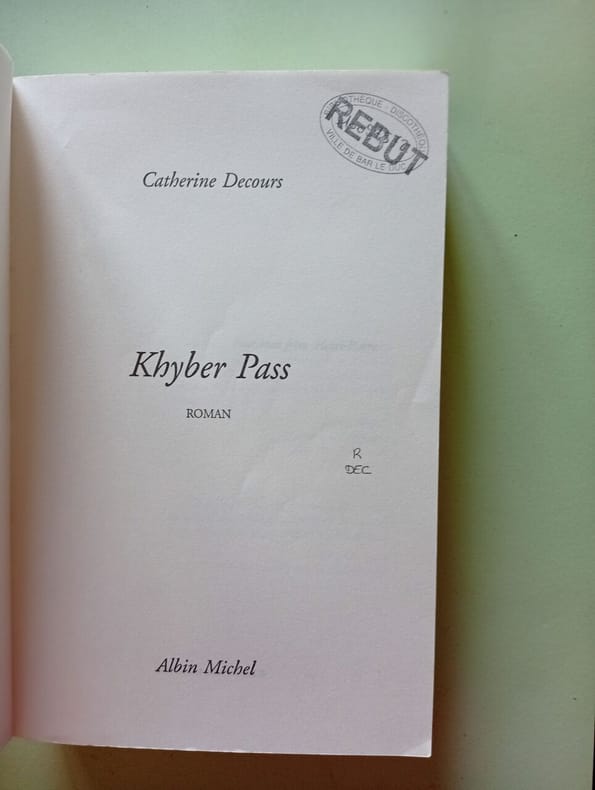 BIBLIOTHEQUE - DISCOTHEQUE
REBUT
VILLE DE BAR LE DUC
Catherine Decours
Khyber Pass
ROMAN
R
DEC
Albin Michel